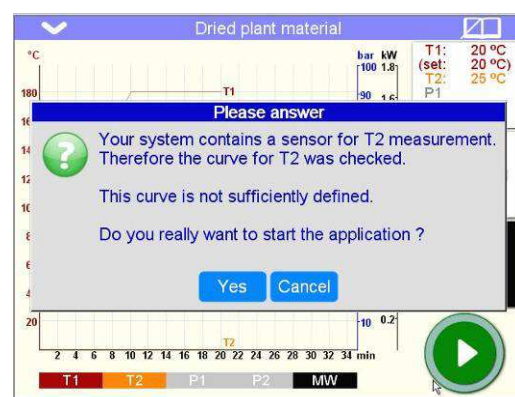 Dried plant material
°C
bar kW
100 1.8
T1: 20 ºC
(set: 20 ºC)
T2: 25 ºC
P1
180
T1
90 1.6
Please answer
Your system contains a sensor for T2 measurement.
Therefore the curve for T2 was checked.
This curve is not sufficiently defined.
Do you really want to start the application ?
Yes Cancel
20
10 0.2
T2
2 4 6 8 10 12 14 16 18 20 22 24 26 28 30 32 34 min
T1 T2 P1 P2 MW